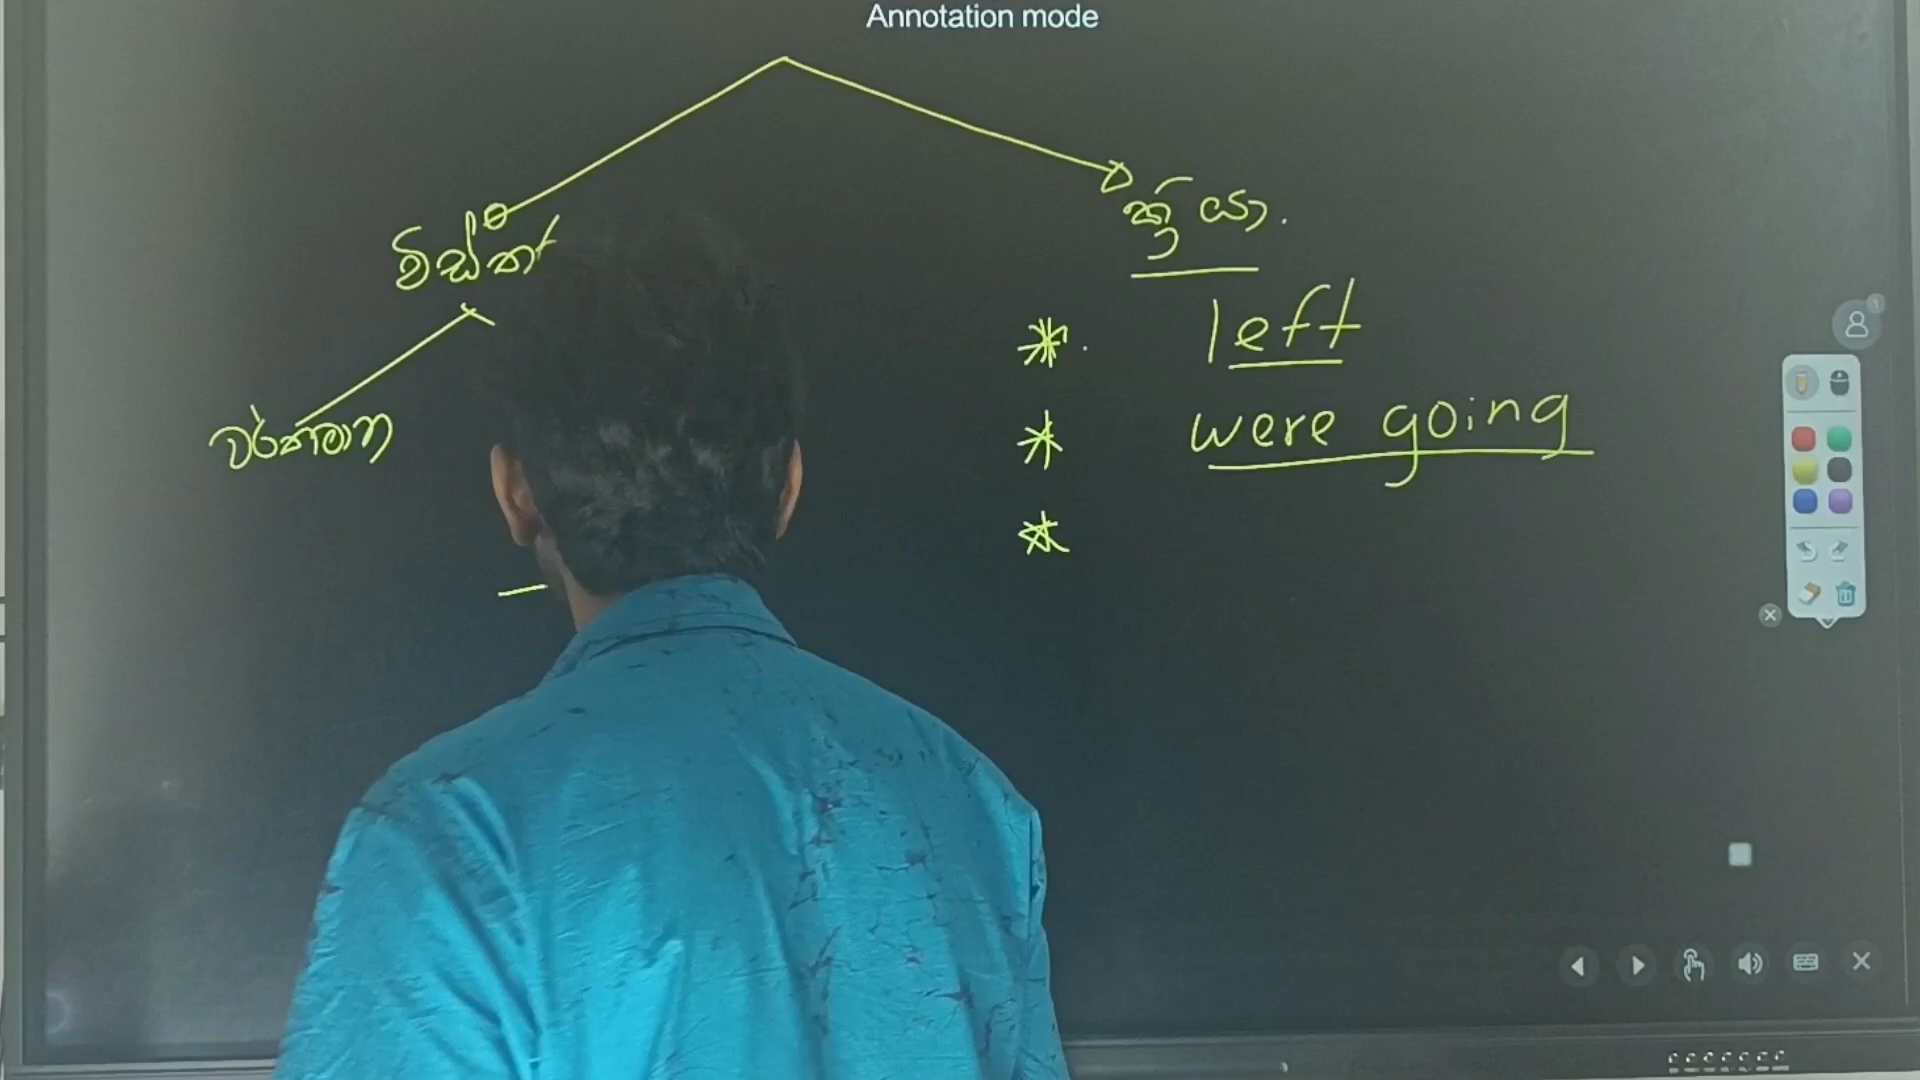 Annotation mode
ක්‍රියා.
left
වර්තමාන
were going